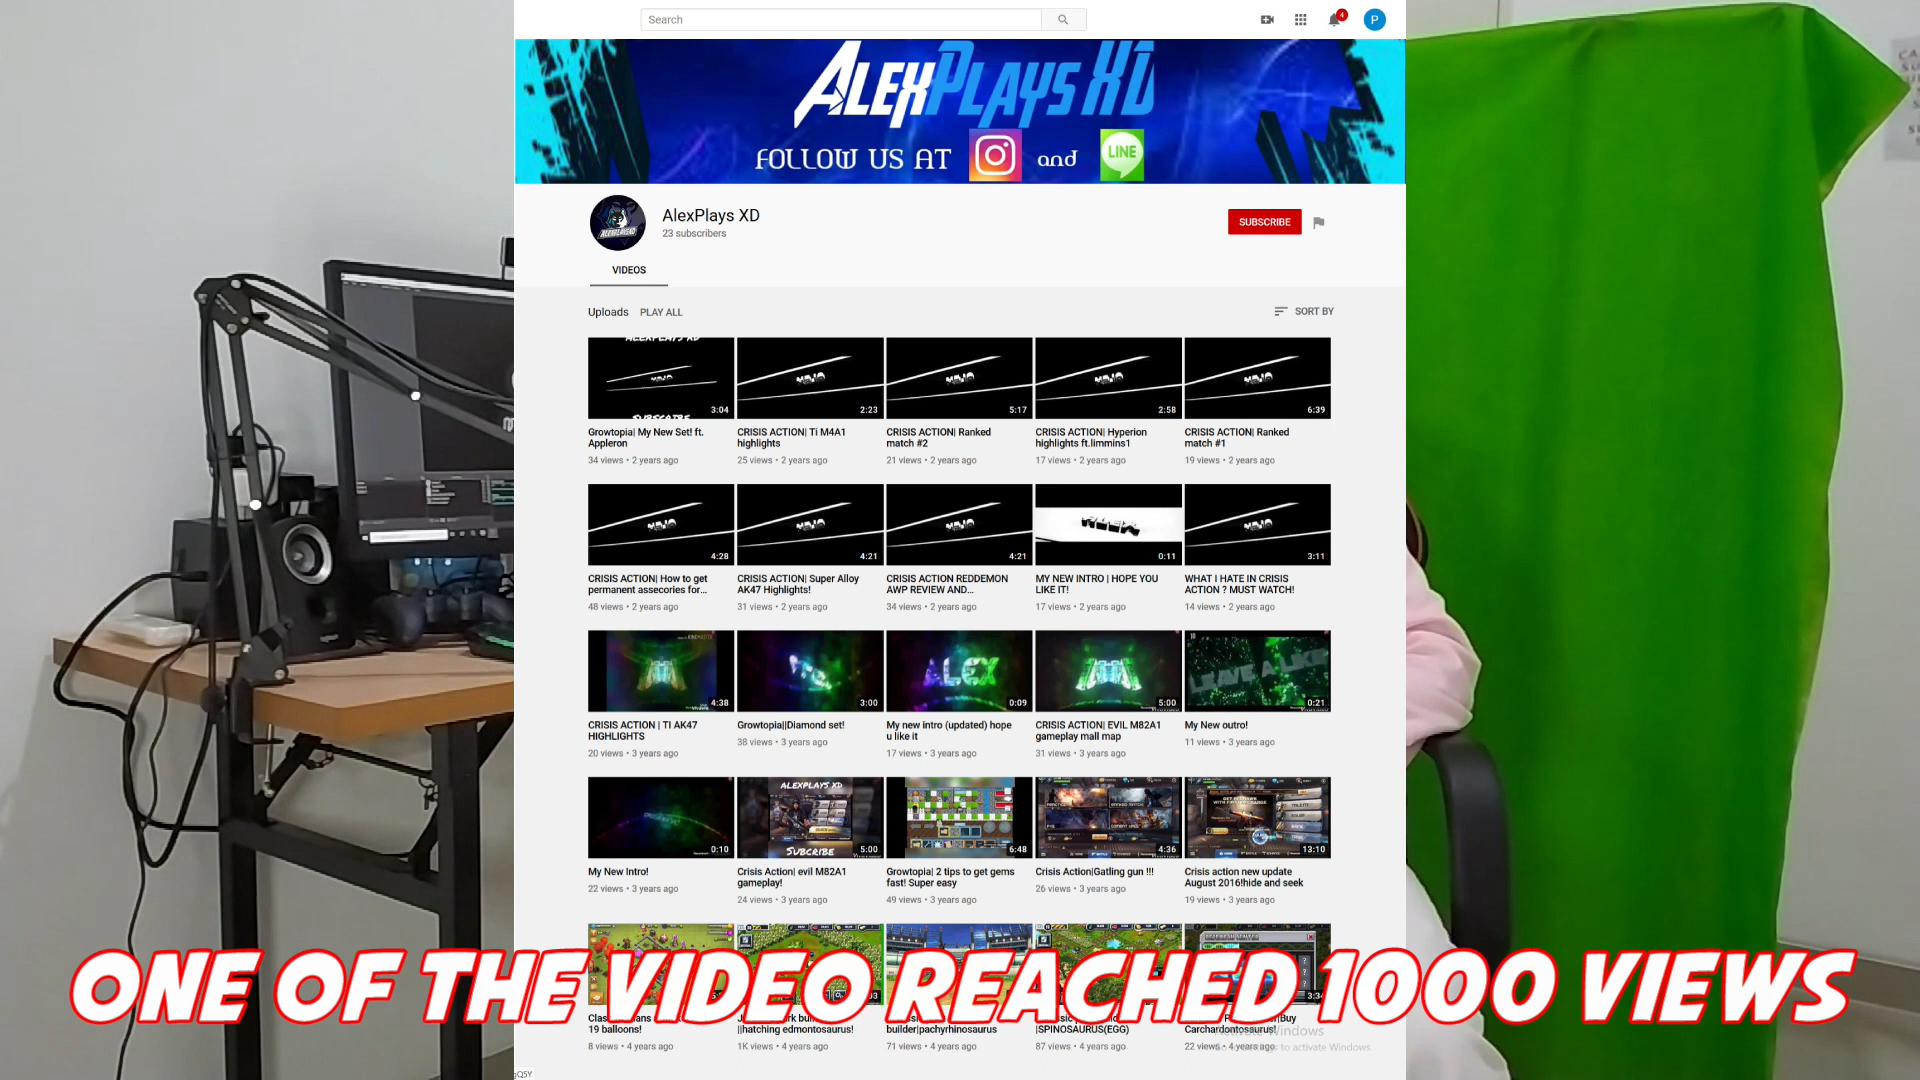 Search
4
P
ALEXPLAYS XD
FOLLOW US AT and LINE
AlexPlays XD
23 subscribers
SUBSCRIBE
VIDEOS
Uploads PLAY ALL
SORT BY
3:04 2:23 5:17 2:58 6:39
Growtopia| My New Set! ft. Appleron
34 views • 2 years ago
CRISIS ACTION| Ti M4A1 highlights
25 views • 2 years ago
CRISIS ACTION| Ranked match #2
21 views • 2 years ago
CRISIS ACTION| Hyperion highlights ft.limmins1
17 views • 2 years ago
CRISIS ACTION| Ranked match #1
19 views • 2 years ago
4:28 4:21 4:21 0:11 3:11
CRISIS ACTION| How to get permanent assecories for...
48 views • 2 years ago
CRISIS ACTION| Super Alloy AK47 Highlights!
31 views • 2 years ago
CRISIS ACTION REDDEMON AWP REVIEW AND...
34 views • 2 years ago
MY NEW INTRO | HOPE YOU LIKE IT!
17 views • 2 years ago
WHAT I HATE IN CRISIS ACTION ? MUST WATCH!
14 views • 2 years ago
ALEX
LEAVE A LIKE
4:38 3:00 0:09 5:00 0:21
CRISIS ACTION | TI AK47 HIGHLIGHTS
20 views • 3 years ago
Growtopia||Diamond set!
38 views • 3 years ago
My new intro (updated) hope u like it
17 views • 3 years ago
CRISIS ACTION| EVIL M82A1 gameplay mall map
31 views • 3 years ago
My New outro!
11 views • 3 years ago
ALEXPLAYS XD
SUBCRIBE
0:10 5:00 6:48 4:36 13:10
My New Intro!
22 views • 3 years ago
Crisis Action| evil M82A1 gameplay!
24 views • 3 years ago
Growtopia| 2 tips to get gems fast! Super easy
49 views • 3 years ago
Crisis Action|Gatling gun !!!
26 views • 3 years ago
Crisis action new update August 2016!hide and seek
19 views • 3 years ago
ONE OF THE VIDEO REACHED 1000 VIEWS
19 balloons!
8 views • 4 years ago
||hatching edmontosaurus!
1K views • 4 years ago
builder|pachyrhinosaurus
71 views • 4 years ago
|SPINOSAURUS(EGG)
87 views • 4 years ago
Carchardontosaurus!
22 views • 4 years ago